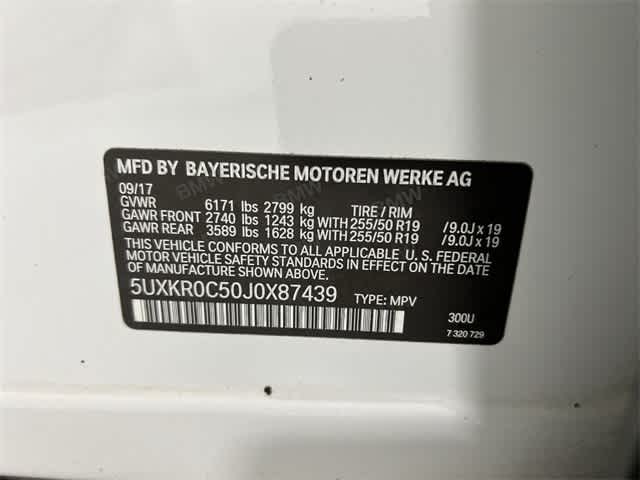 MFD BY BAYERISCHE MOTOREN WERKE AG
09/17
GVWR 6171 lbs 2799 kg TIRE / RIM
GAWR FRONT 2740 lbs 1243 kg WITH 255/50 R19 /9.0J x 19
GAWR REAR 3589 lbs 1628 kg WITH 255/50 R19 /9.0J x 19
THIS VEHICLE CONFORMS TO ALL APPLICABLE U. S. FEDERAL
MOTOR VEHICLE SAFETY STANDARDS IN EFFECT ON THE DATE
OF MANUFACTURE SHOWN ABOVE.
5UXKR0C50J0X87439 TYPE: MPV
300U
7 320 729
BMW BMW BMW